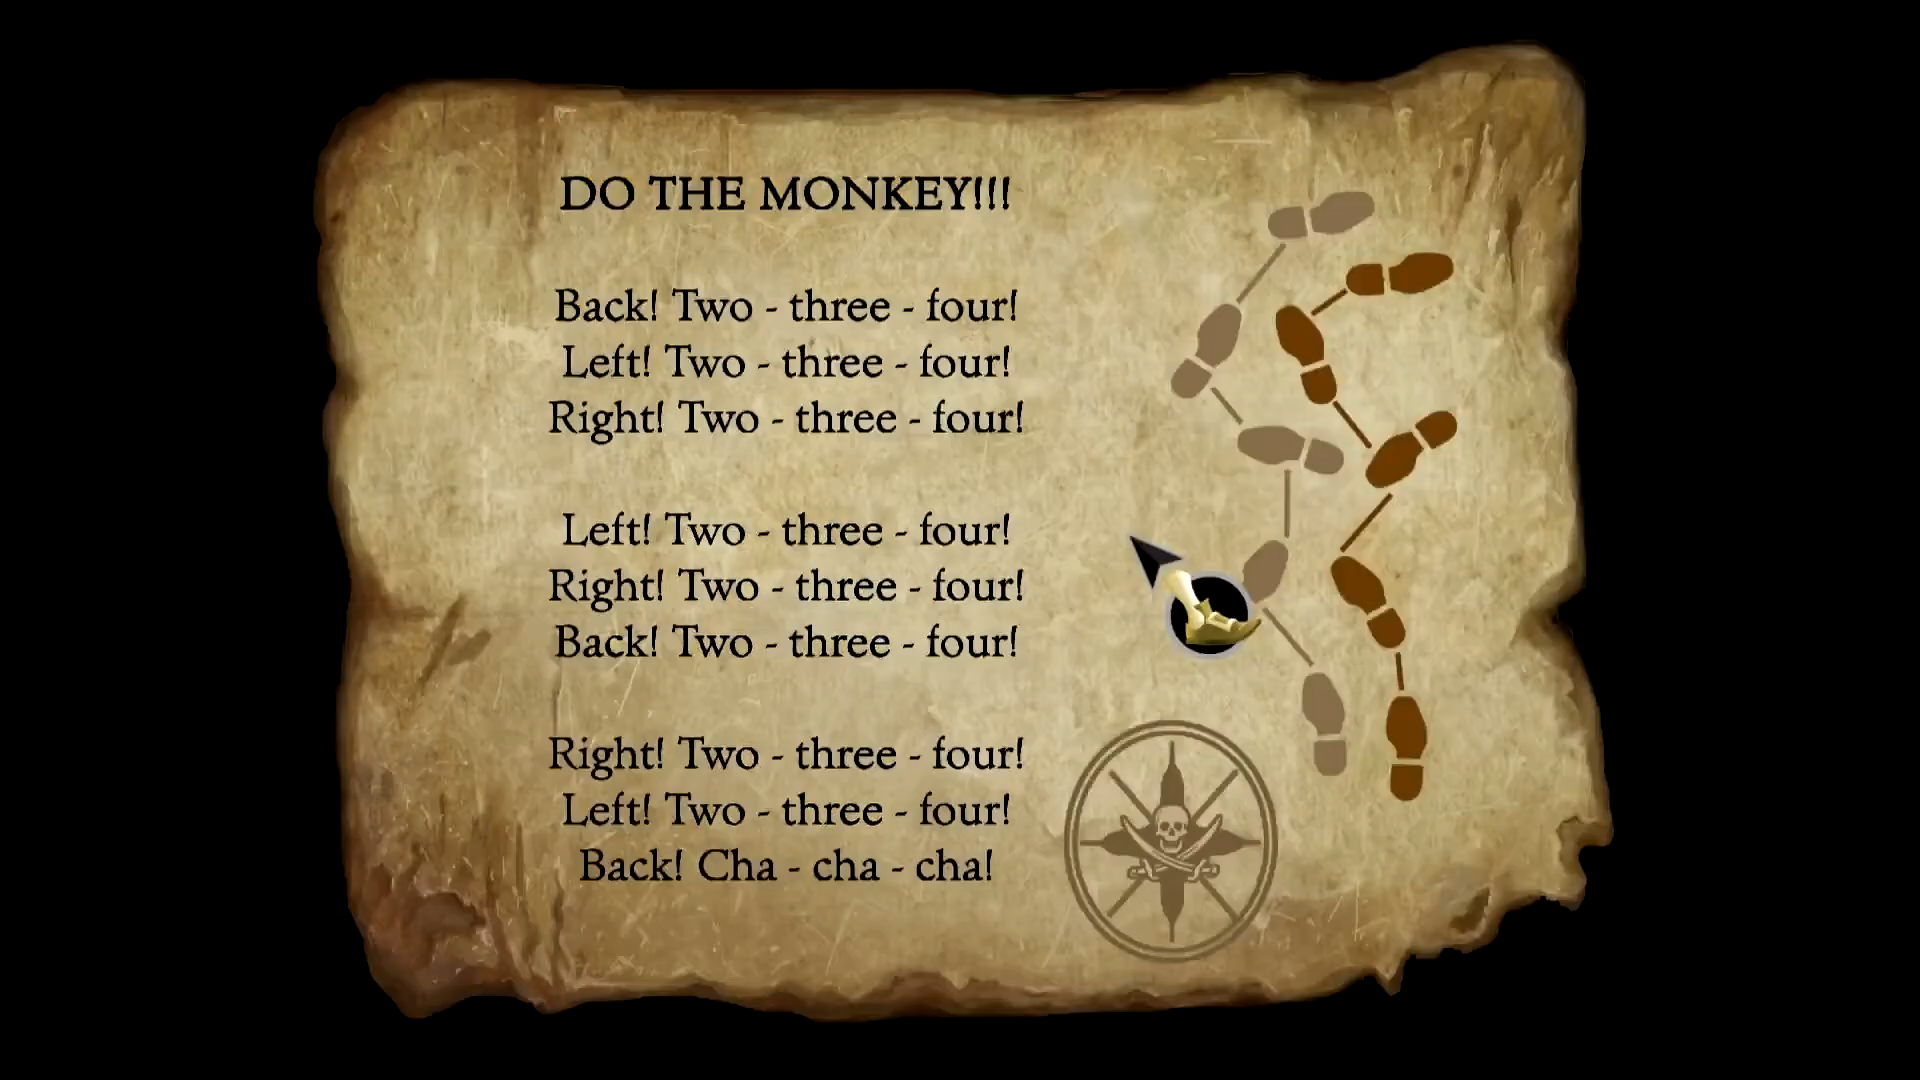 DO THE MONKEY!!!
Back! Two - three - four!
Left! Two - three - four!
Right! Two - three - four!
Left! Two - three - four!
Right! Two - three - four!
Back! Two - three - four!
Right! Two - three - four!
Left! Two - three - four!
Back! Cha - cha - cha!